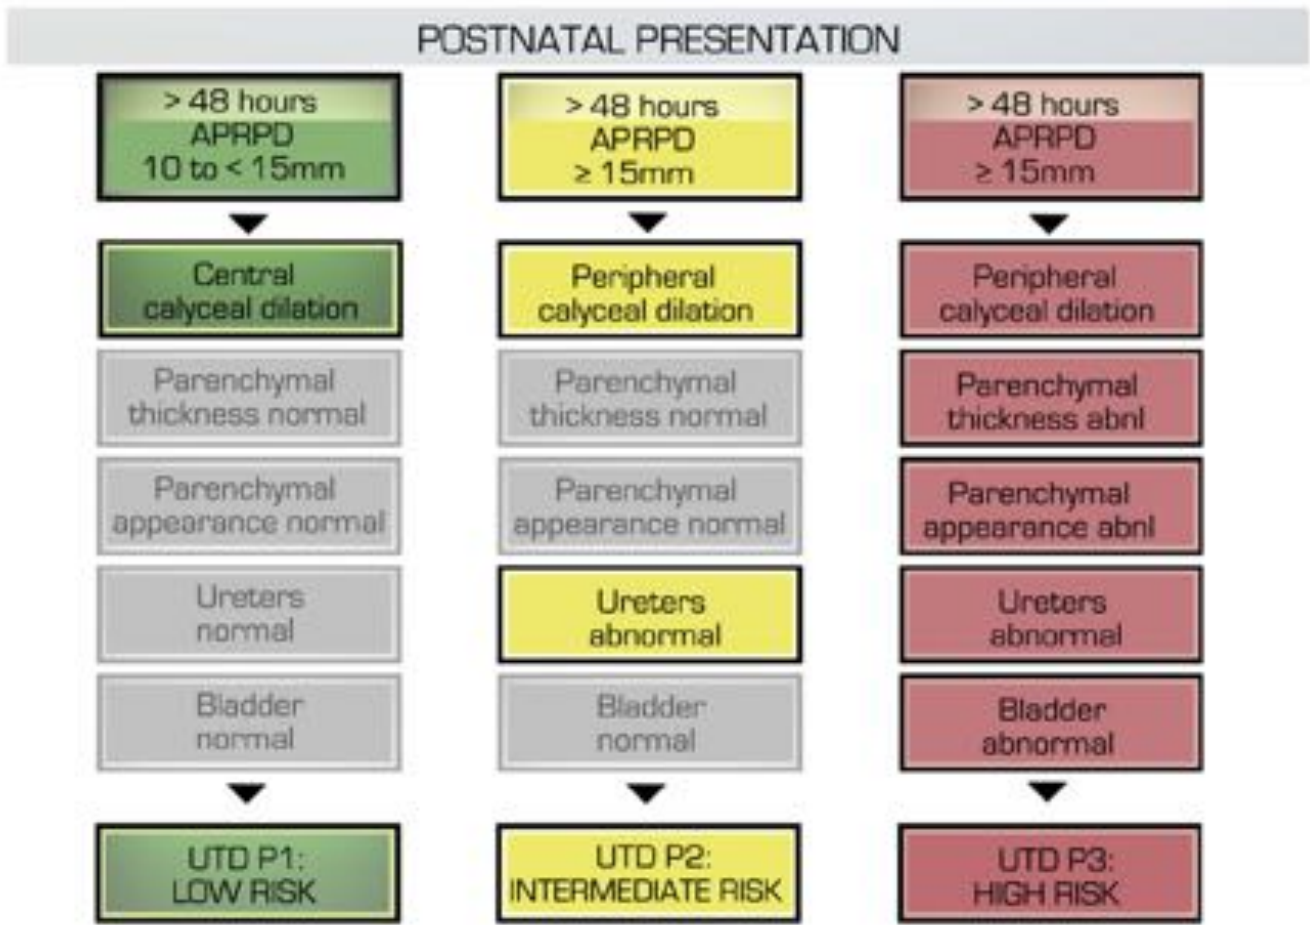 POSTNATAL PRESENTATION
> 48 hours
APRPD
10 to < 15mm
Central
calyceal dilation
Parenchymal
thickness normal
Parenchymal
appearance normal
Ureters
normal
Bladder
normal
UTD P1:
LOW RISK
> 48 hours
APRPD
≥ 15mm
Peripheral
calyceal dilation
Parenchymal
thickness normal
Parenchymal
appearance normal
Ureters
abnormal
Bladder
normal
UTD P2:
INTERMEDIATE RISK
> 48 hours
APRPD
≥ 15mm
Peripheral
calyceal dilation
Parenchymal
thickness abnl
Parenchymal
appearance abnl
Ureters
abnormal
Bladder
abnormal
UTD P3:
HIGH RISK